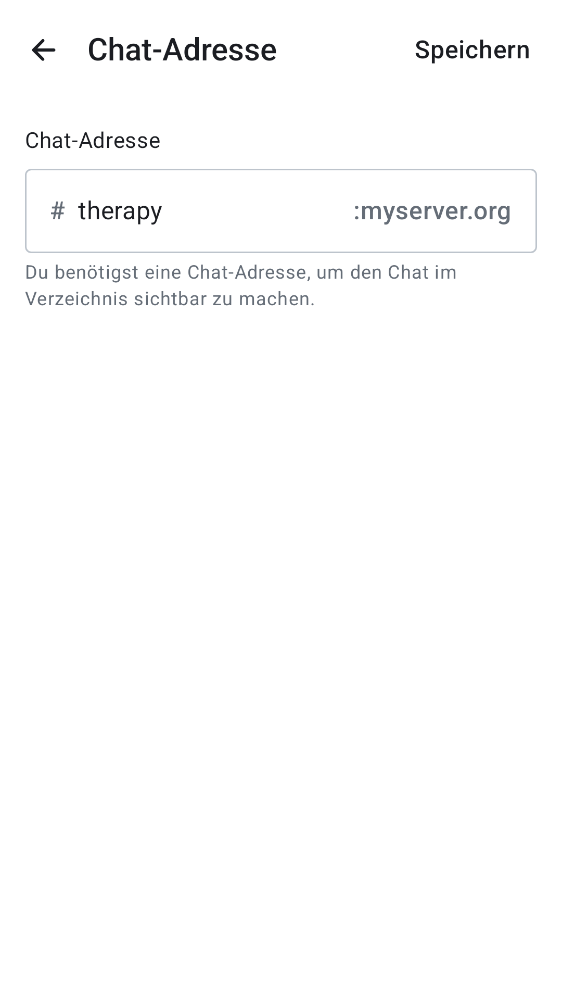 Chat-Adresse Speichern
Chat-Adresse
# therapy :myserver.org
Du benötigst eine Chat-Adresse, um den Chat im
Verzeichnis sichtbar zu machen.